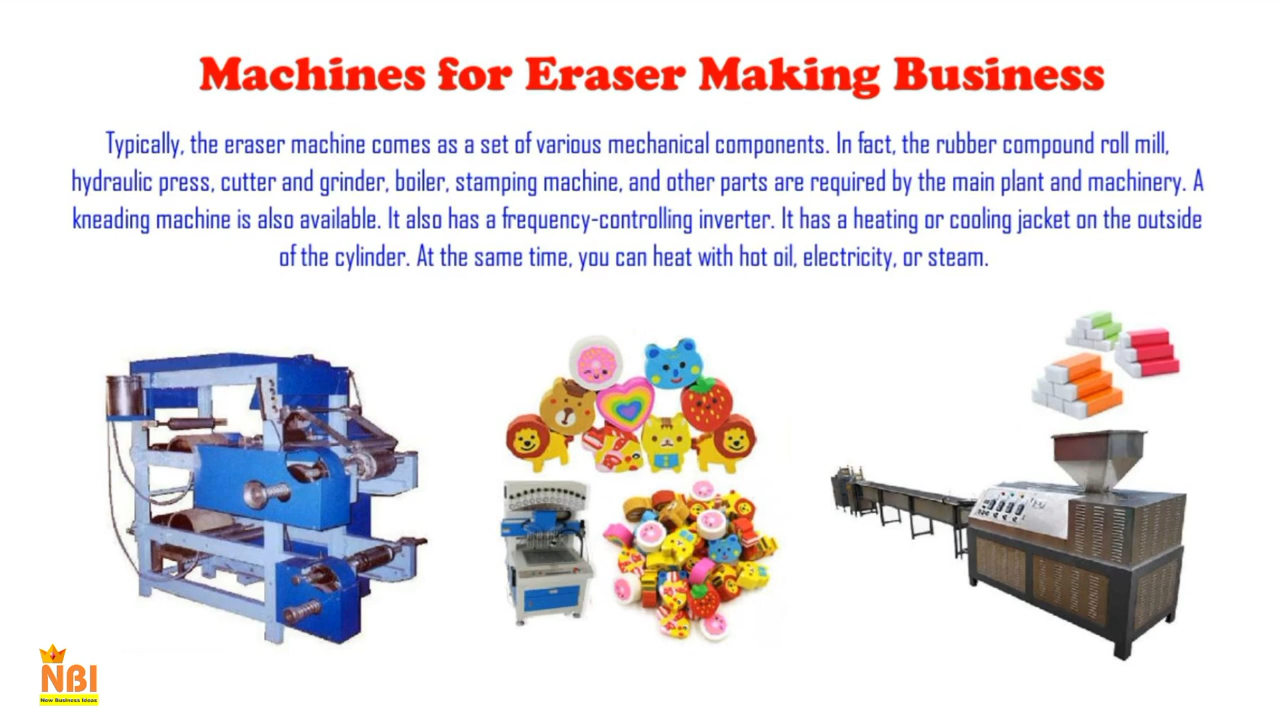 Machines for Eraser Making Business
Typically, the eraser machine comes as a set of various mechanical components. In fact, the rubber compound roll mill,
hydraulic press, cutter and grinder, boiler, stamping machine, and other parts are required by the main plant and machinery. A
kneading machine is also available. It also has a frequency-controlling inverter. It has a heating or cooling jacket on the outside
of the cylinder. At the same time, you can heat with hot oil, electricity, or steam.
NBI
New Business Ideas